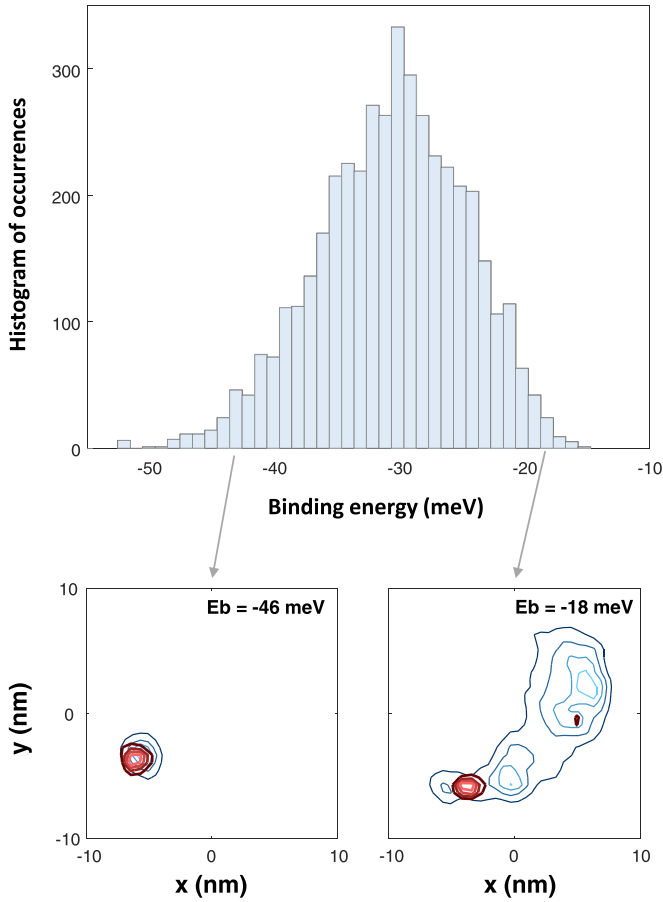 Histogram of occurrences
300
200
100
0
-50
-40
-30
-20
-10
Binding energy (meV)
Eb = -46 meV
Eb = -18 meV
y (nm)
10
0
-10
-10
0
10
-10
0
10
x (nm)
x (nm)